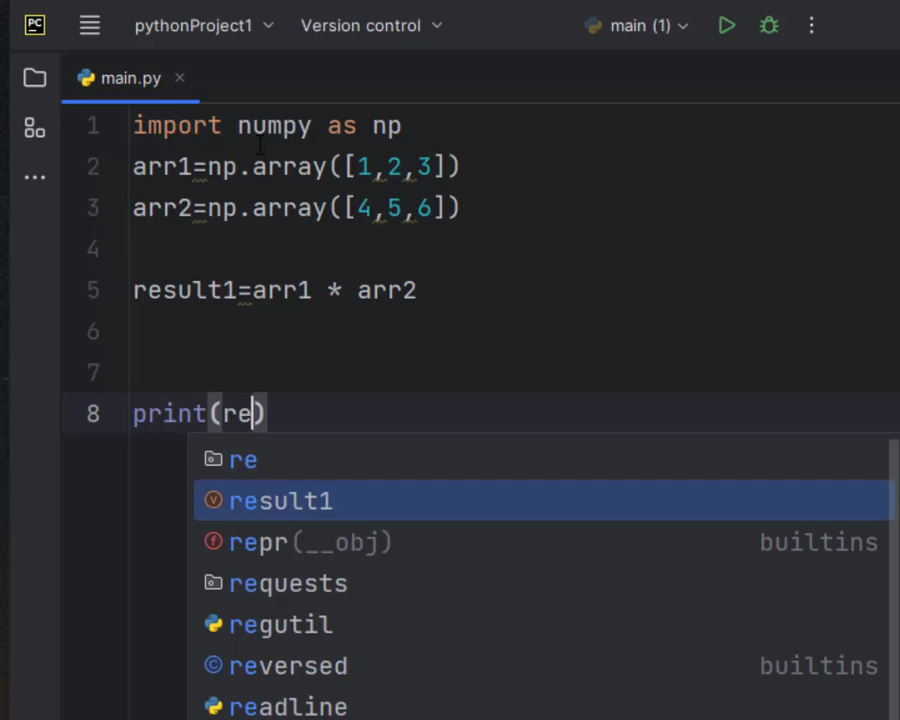 PC pythonProject1 Version control main (1)
main.py
1 import numpy as np
2 arr1=np.array([1,2,3])
3 arr2=np.array([4,5,6])
4
5 result1=arr1 * arr2
6
7
8 print(re)
re
result1
repr(__obj) builtins
requests
regutil
reversed builtins
readline